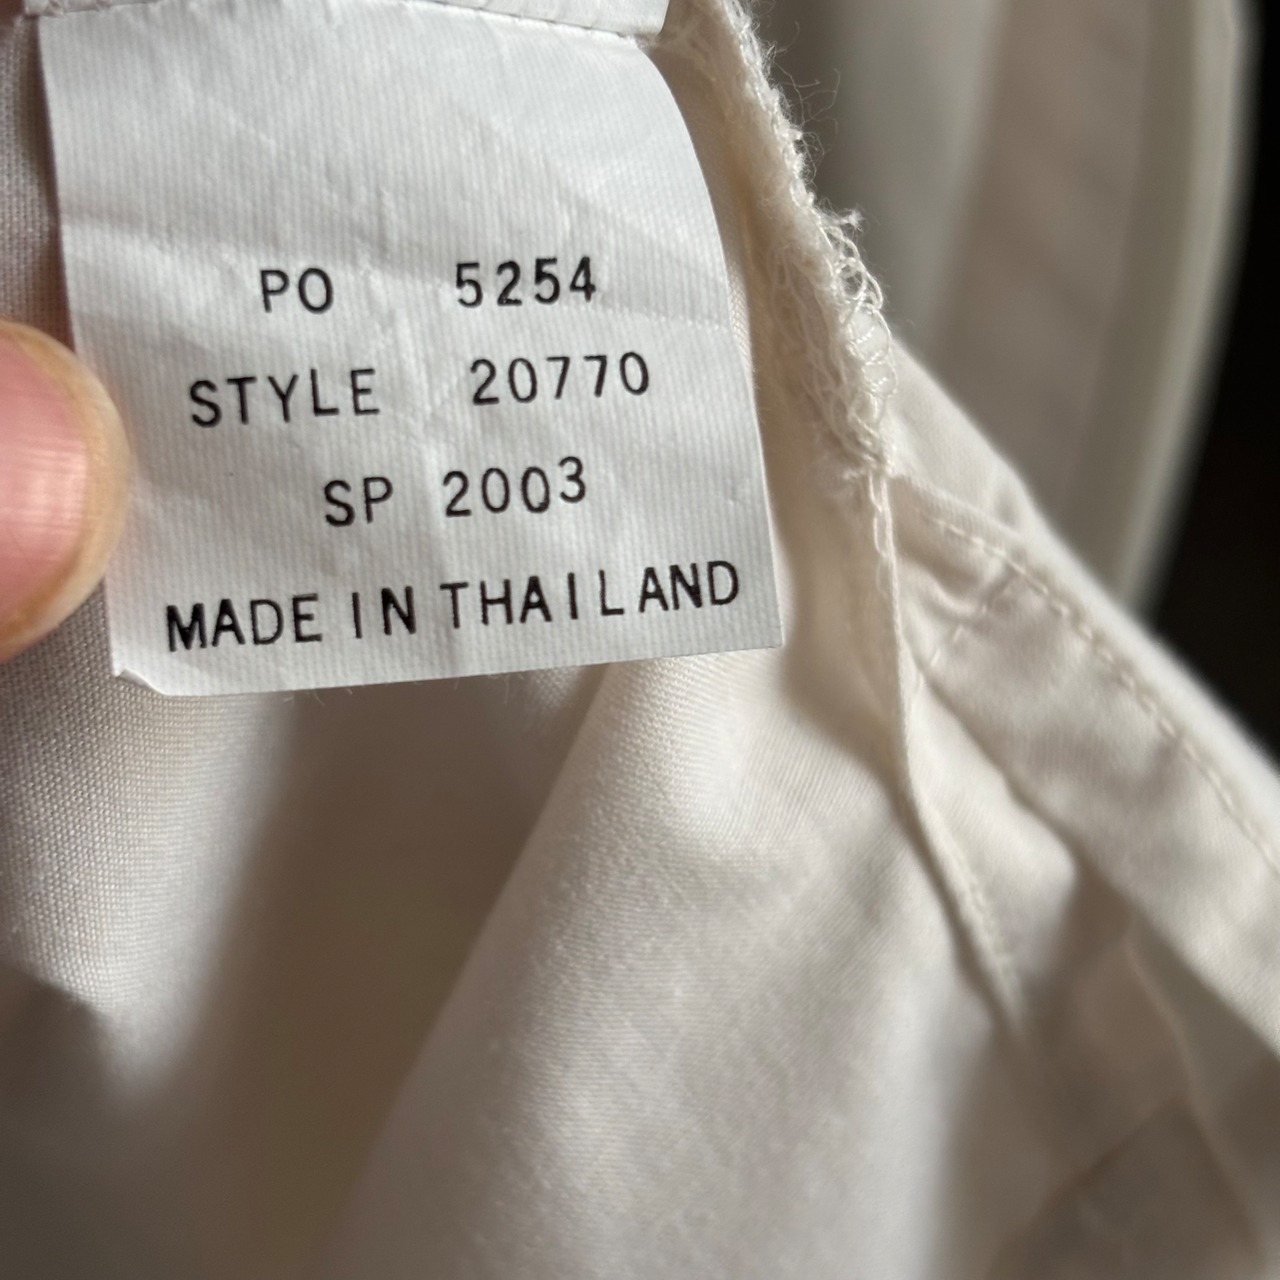 PO 5254
STYLE 20770
SP 2003
MADE IN THAILAND